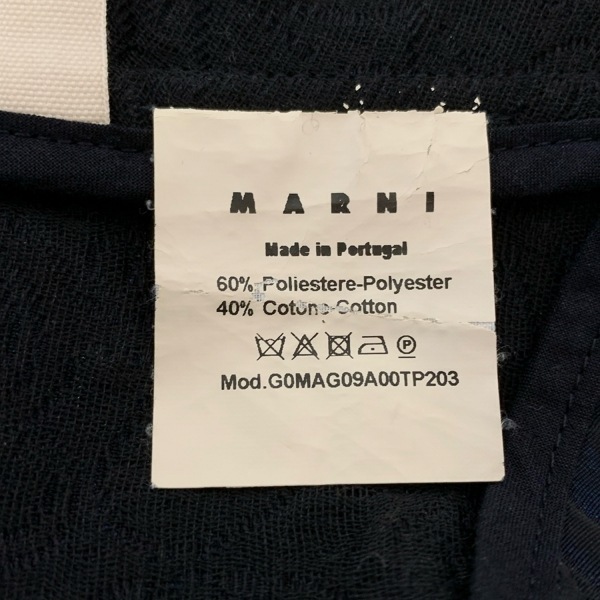 MARNI
Made in Portugal
60% Poliestere-Polyester
40% Cotone-Cotton
P
Mod.G0MAG09A00TP203